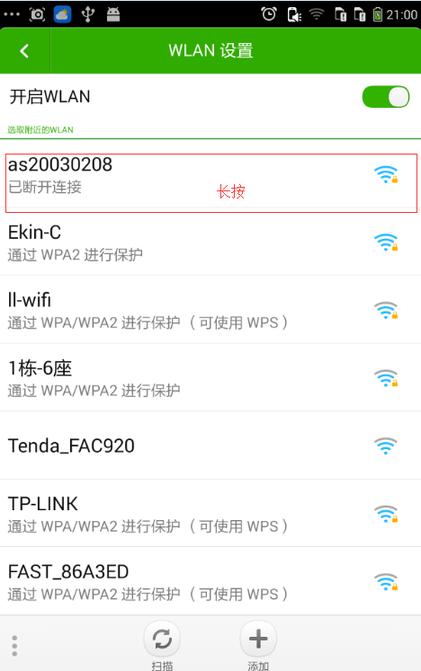 21:00
WLAN 设置
开启WLAN
选取附近的WLAN
as20030208
已断开连接
长按
Ekin-C
通过 WPA2 进行保护
ll-wifi
通过 WPA/WPA2 进行保护（可使用 WPS）
1栋-6座
通过 WPA/WPA2 进行保护
Tenda_FAC920
TP-LINK
通过 WPA/WPA2 进行保护（可使用 WPS）
FAST_86A3ED
通过 WPA/WPA2 进行保护（可使用 WPS）
扫描
添加